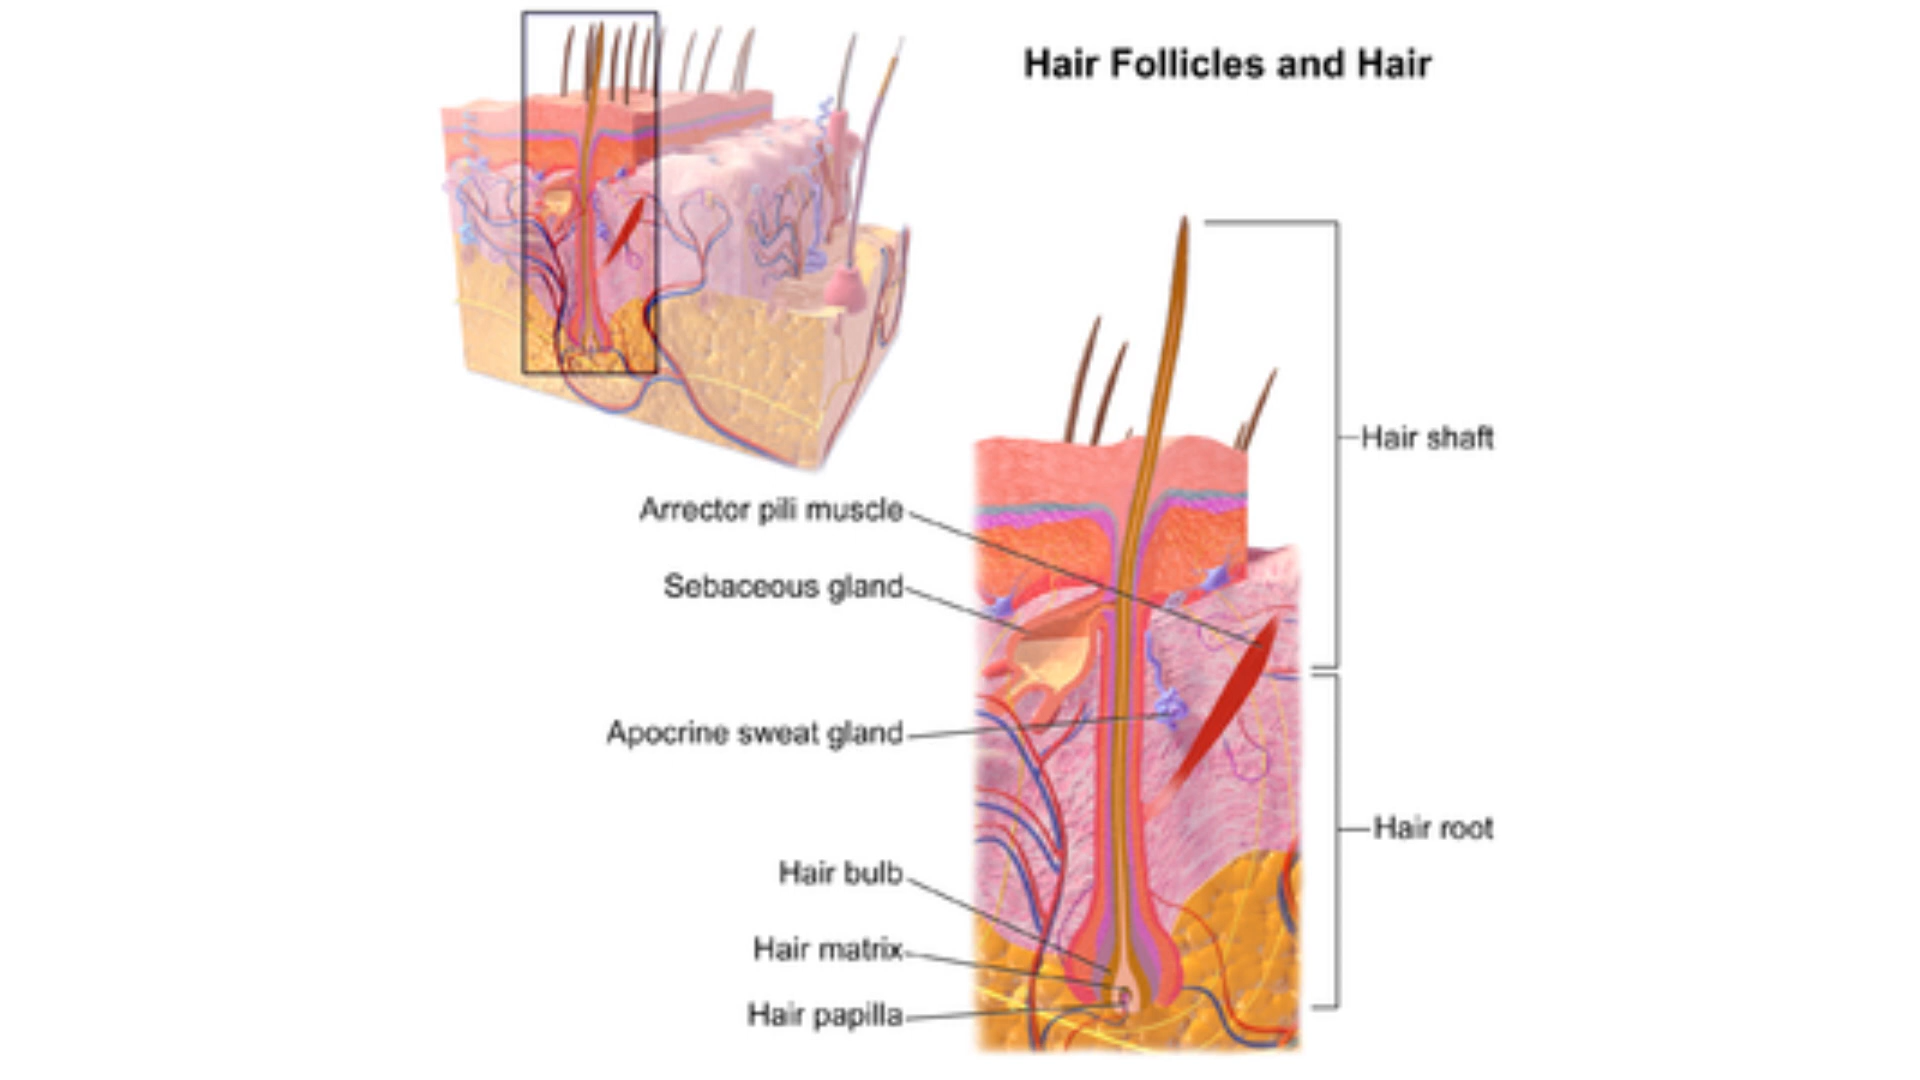 Hair Follicles and Hair
Hair shaft
Arrector pili muscle
Sebaceous gland
Apocrine sweat gland
Hair root
Hair bulb
Hair matrix
Hair papilla